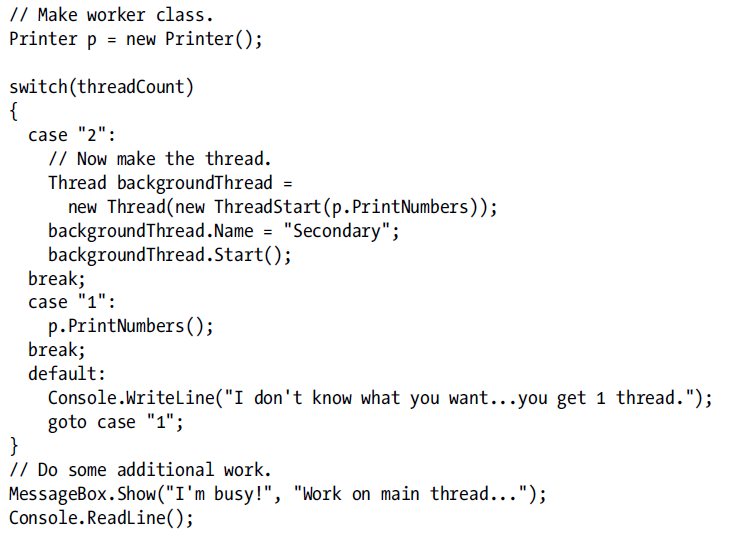 // Make worker class.
Printer p = new Printer();

switch(threadCount)
{
  case "2":
    // Now make the thread.
    Thread backgroundThread =
      new Thread(new ThreadStart(p.PrintNumbers));
    backgroundThread.Name = "Secondary";
    backgroundThread.Start();
  break;
  case "1":
    p.PrintNumbers();
  break;
  default:
    Console.WriteLine("I don't know what you want...you get 1 thread.");
    goto case "1";
}
// Do some additional work.
MessageBox.Show("I'm busy!", "Work on main thread...");
Console.ReadLine();